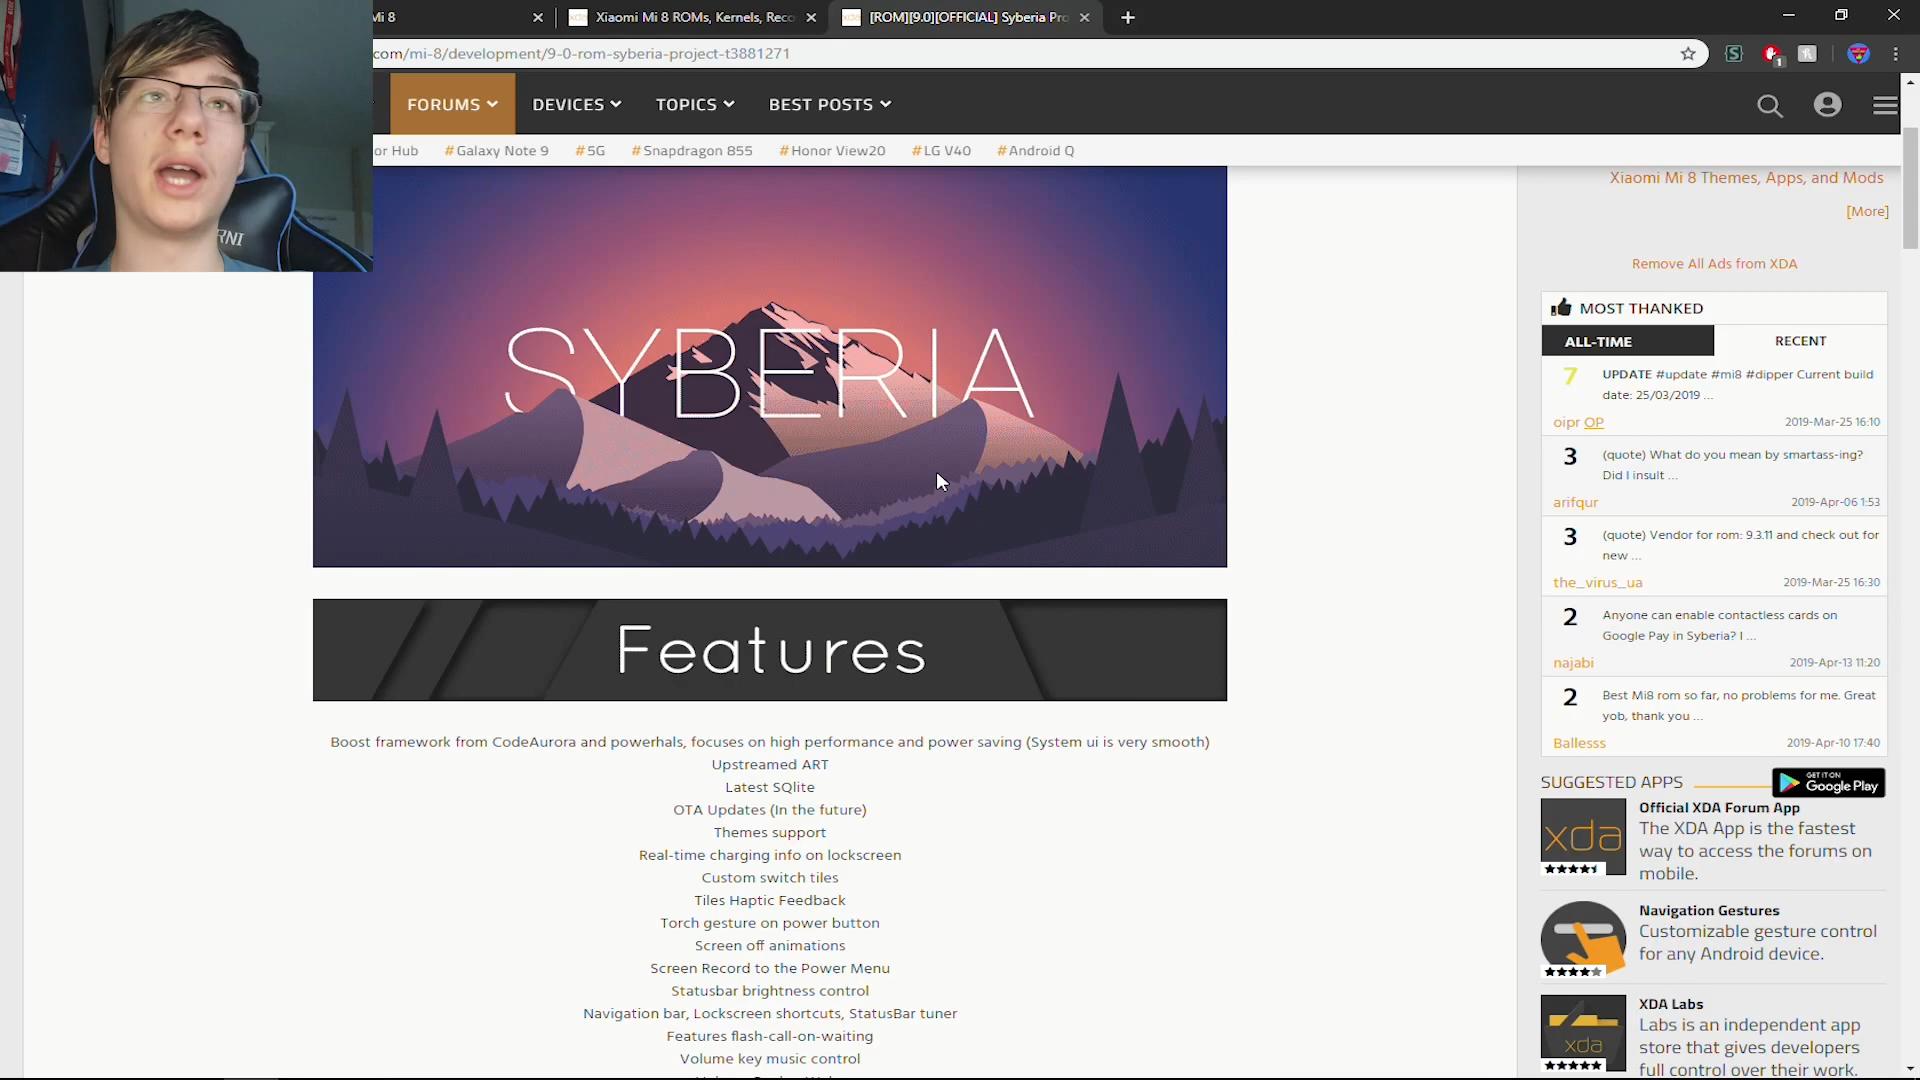 Mi 8
Xiaomi Mi 8 ROMs, Kernels, Reco
[ROM][9.0][OFFICIAL] Syberia Pro
com/mi-8/development/9-0-rom-syberia-project-t3881271
FORUMS
DEVICES
TOPICS
BEST POSTS
or Hub
#Galaxy Note 9
#5G
#Snapdragon 855
#Honor View20
#LG V40
#Android Q
SYBERIA
Features
Boost framework from CodeAurora and powerhals, focuses on high performance and power saving (System ui is very smooth)
Upstreamed ART
Latest SQlite
OTA Updates (In the future)
Themes support
Real-time charging info on lockscreen
Custom switch tiles
Tiles Haptic Feedback
Torch gesture on power button
Screen off animations
Screen Record to the Power Menu
Statusbar brightness control
Navigation bar, Lockscreen shortcuts, StatusBar tuner
Features flash-call-on-waiting
Volume key music control
Xiaomi Mi 8 Themes, Apps, and Mods
[More]
Remove All Ads from XDA
MOST THANKED
ALL-TIME
RECENT
7
UPDATE #update #mi8 #dipper Current build
date: 25/03/2019 ...
oipr OP
2019-Mar-25 16:10
3
(quote) What do you mean by smartass-ing?
Did I insult ...
arifqur
2019-Apr-06 1:53
3
(quote) Vendor for rom: 9.3.11 and check out for
new ...
the_virus_ua
2019-Mar-25 16:30
2
Anyone can enable contactless cards on
Google Pay in Syberia? I ...
najabi
2019-Apr-13 11:20
2
Best Mi8 rom so far, no problems for me. Great
yob, thank you ...
Ballesss
2019-Apr-10 17:40
SUGGESTED APPS
GET IT ON
Google Play
xda
Official XDA Forum App
The XDA App is the fastest
way to access the forums on
mobile.
Navigation Gestures
Customizable gesture control
for any Android device.
xda
XDA Labs
Labs is an independent app
store that gives developers
full control over their work.
RNI
S
1